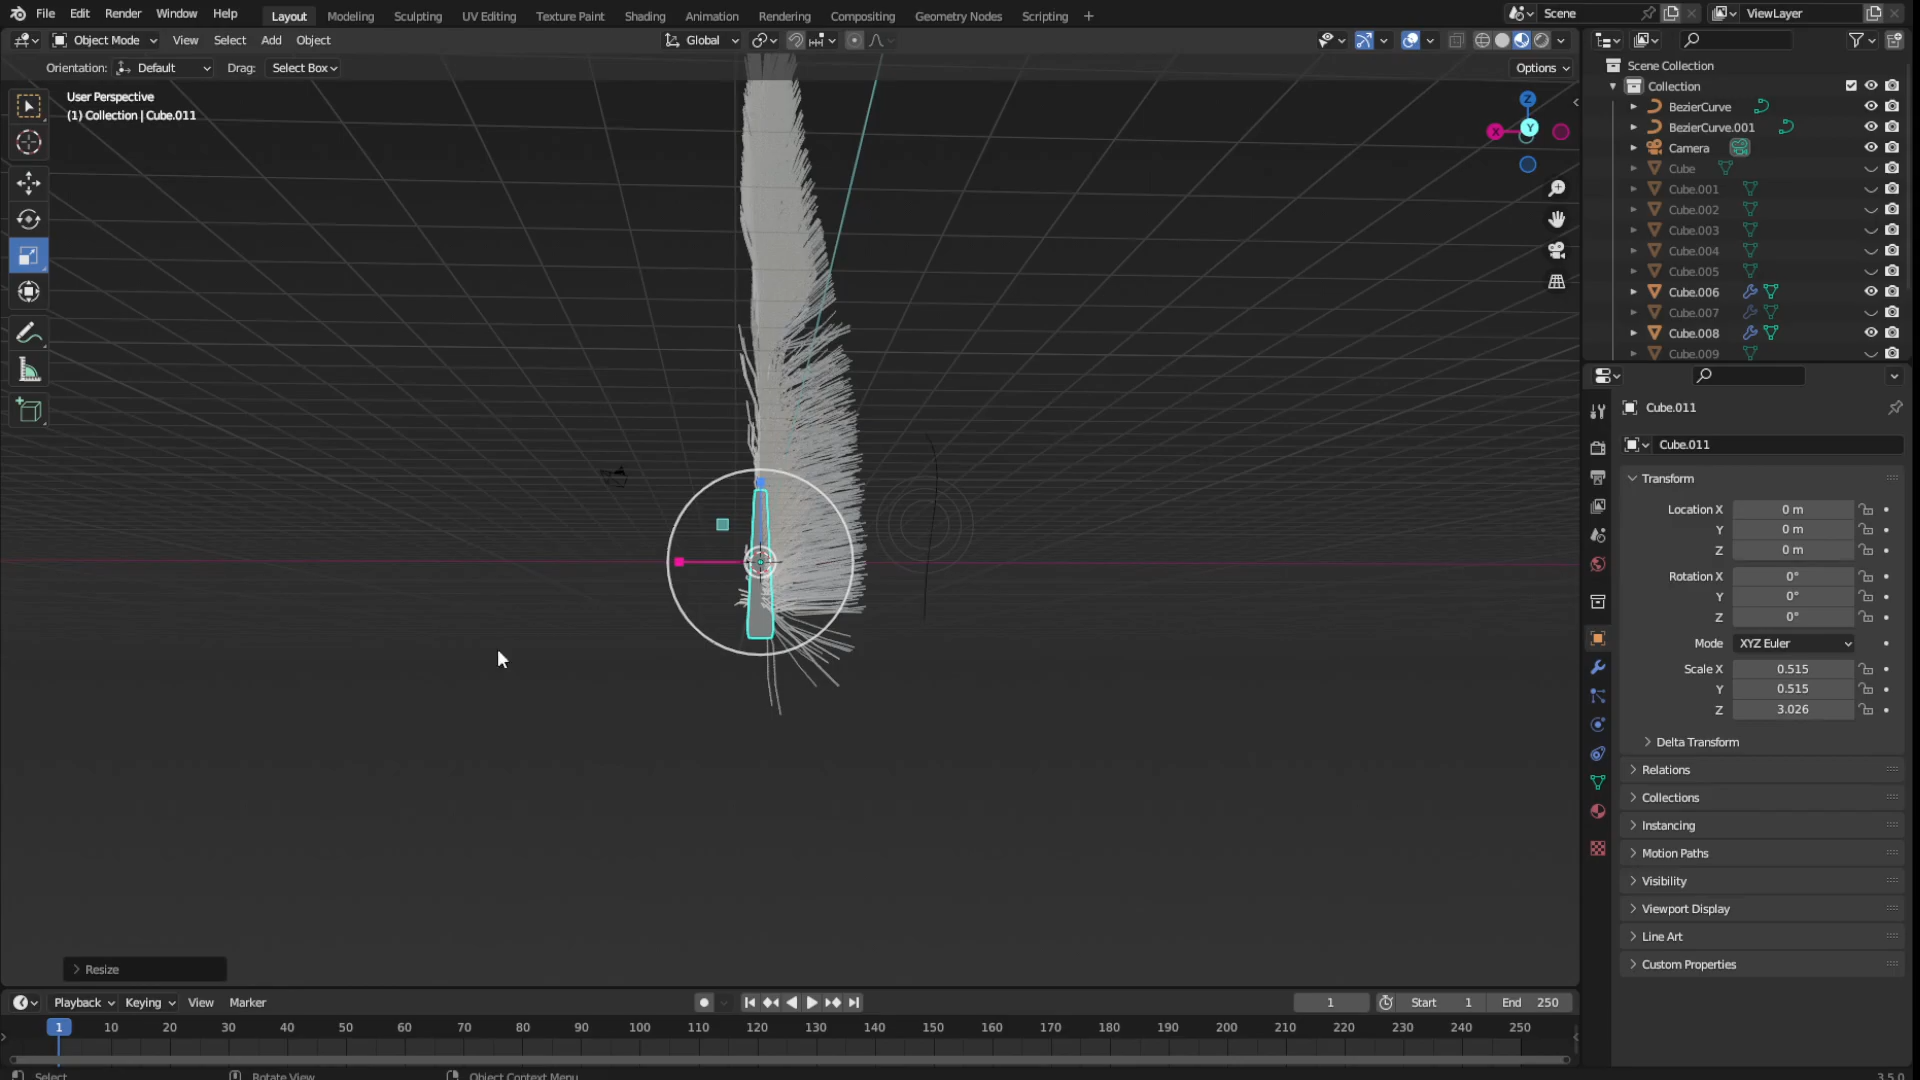 File Edit Render Window Help Layout Modeling Sculpting UV Editing Texture Paint Shading Animation Rendering Compositing Geometry Nodes Scripting + Scene ViewLayer
Object Mode View Select Add Object Global
Orientation: Default Drag: Select Box Options
User Perspective
(1) Collection | Cube.011
Z
X
Y
Scene Collection
Collection
BezierCurve
BezierCurve.001
Camera
Cube
Cube.001
Cube.002
Cube.003
Cube.004
Cube.005
Cube.006
Cube.007
Cube.008
Cube.009
Cube.011
Cube.011
Transform
Location X 0 m
Y 0 m
Z 0 m
Rotation X 0°
Y 0°
Z 0°
Mode XYZ Euler
Scale X 0.515
Y 0.515
Z 3.026
Delta Transform
Relations
Collections
Instancing
Motion Paths
Visibility
Viewport Display
Line Art
Custom Properties
Resize
Playback Keying View Marker 1 Start 1 End 250
1 10 20 30 40 50 60 70 80 90 100 110 120 130 140 150 160 170 180 190 200 210 220 230 240 250
Select Rotate View Object Context Menu 3.5.0